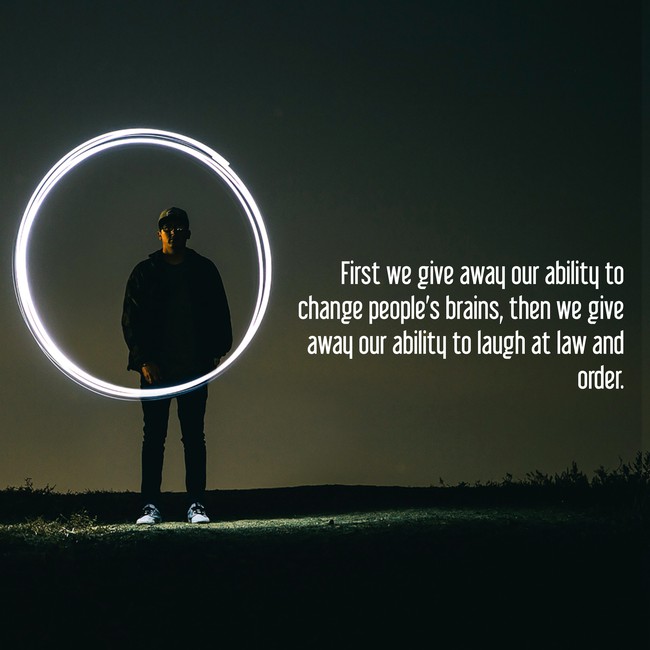 First we give away our ability to
change people's brains, then we give
away our ability to laugh at law and
order.